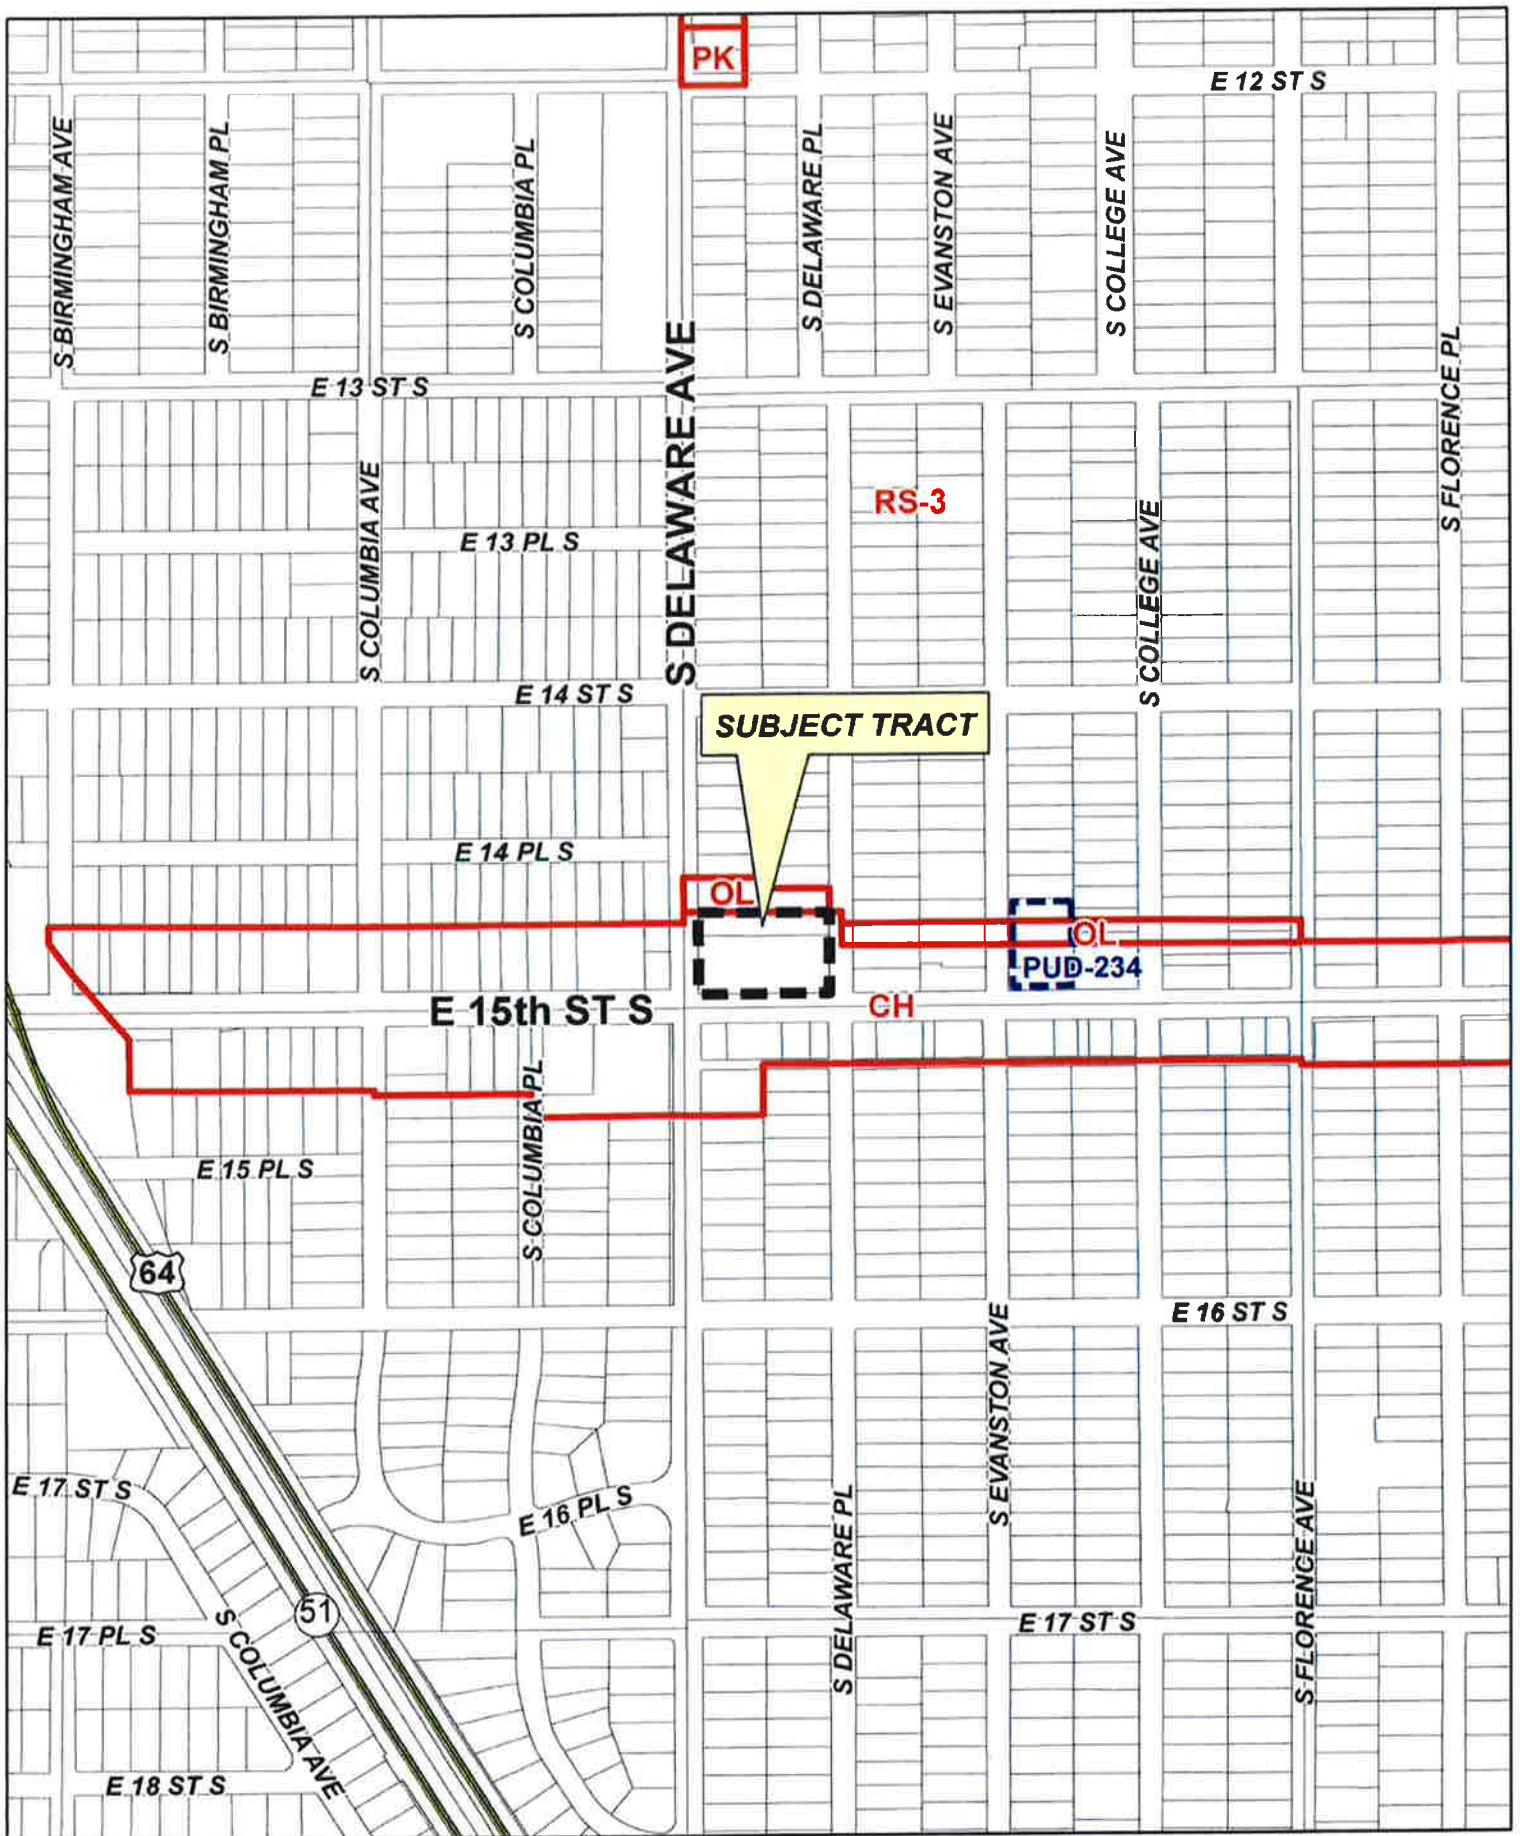 PK
E 12 ST S
S BIRMINGHAM AVE
S BIRMINGHAM PL
S COLUMBIA PL
S DELAWARE PL
S EVANSTON AVE
S COLLEGE AVE
E 13 ST S
S DELAWARE AVE
S FLORENCE PL
S COLUMBIA AVE
RS-3
E 13 PL S
S COLLEGE AVE
E 14 ST S
SUBJECT TRACT
E 14 PL S
OL
OL
PUD-234
E 15th ST S
CH
S COLUMBIA PL
E 15 PL S
64
E 16 ST S
S EVANSTON AVE
E 17 ST S
E 16 PL S
S DELAWARE PL
S FLORENCE AVE
51
E 17 PL S
S COLUMBIA AVE
E 17 ST S
E 18 ST S